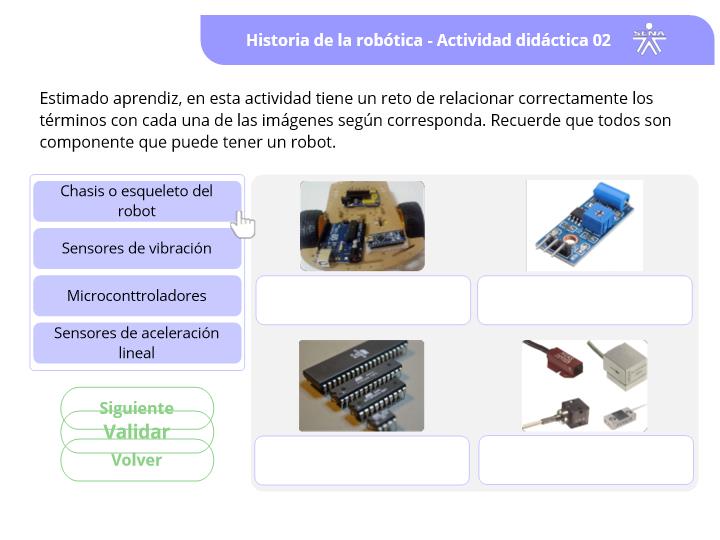 Historia de la robótica - Actividad didáctica 02
SENA
Estimado aprendiz, en esta actividad tiene un reto de relacionar correctamente los
términos con cada una de las imágenes según corresponda. Recuerde que todos son
componente que puede tener un robot.
Chasis o esqueleto del
robot
Sensores de vibración
Microconttroladores
Sensores de aceleración
lineal
Siguiente
Validar
Volver